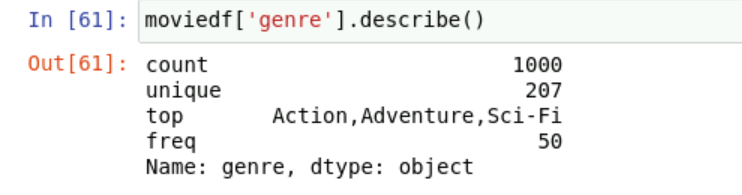 In [61]: moviedf['genre'].describe()
Out[61]: count 1000
unique 207
top Action,Adventure,Sci-Fi
freq 50
Name: genre, dtype: object